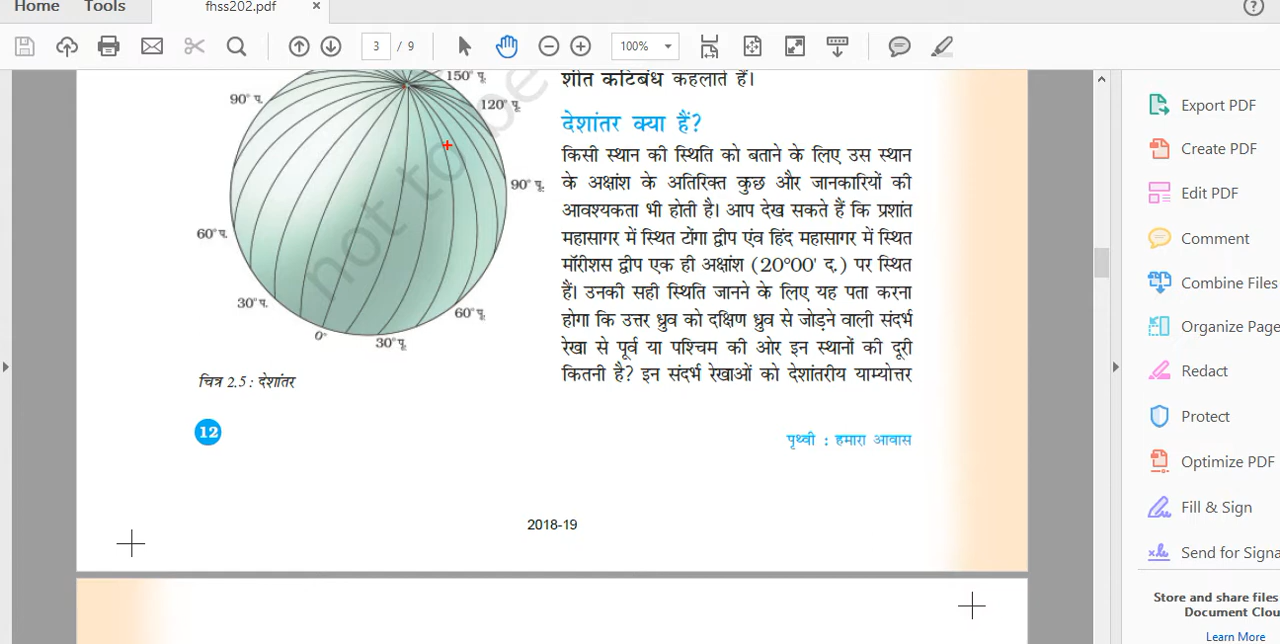 Home Tools fhss202.pdf ×
3 / 9 100%
150° पू.
90° प.
120° पू.
90° पू.
60° प.
30° प.
60° पू.
0°
30° पू.
not to be
चित्र 2.5 : देशांतर
शीत कटिबंध कहलाते हैं।
देशांतर क्या हैं?
किसी स्थान की स्थिति को बताने के लिए उस स्थान
के अक्षांश के अतिरिक्त कुछ और जानकारियों की
आवश्यकता भी होती है। आप देख सकते हैं कि प्रशांत
महासागर में स्थित टोंगा द्वीप एंव हिंद महासागर में स्थित
मॉरीशस द्वीप एक ही अक्षांश (20°00' द.) पर स्थित
हैं। उनकी सही स्थिति जानने के लिए यह पता करना
होगा कि उत्तर ध्रुव को दक्षिण ध्रुव से जोड़ने वाली संदर्भ
रेखा से पूर्व या पश्चिम की ओर इन स्थानों की दूरी
कितनी है? इन संदर्भ रेखाओं को देशांतरीय याम्योत्तर
12
पृथ्वी : हमारा आवास
2018-19
Export PDF
Create PDF
Edit PDF
Comment
Combine Files
Organize Page
Redact
Protect
Optimize PDF
Fill & Sign
Send for Signa
Store and share files
Document Clou
Learn More